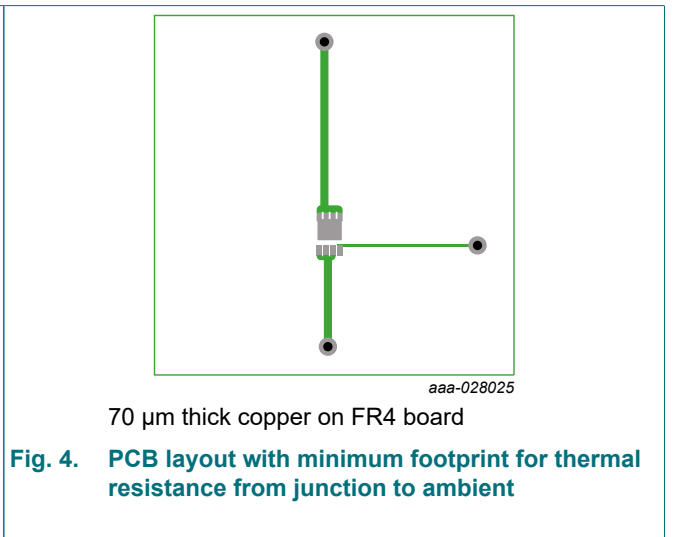 aaa-028025
70 μm thick copper on FR4 board
Fig. 4. PCB layout with minimum footprint for thermal
resistance from junction to ambient